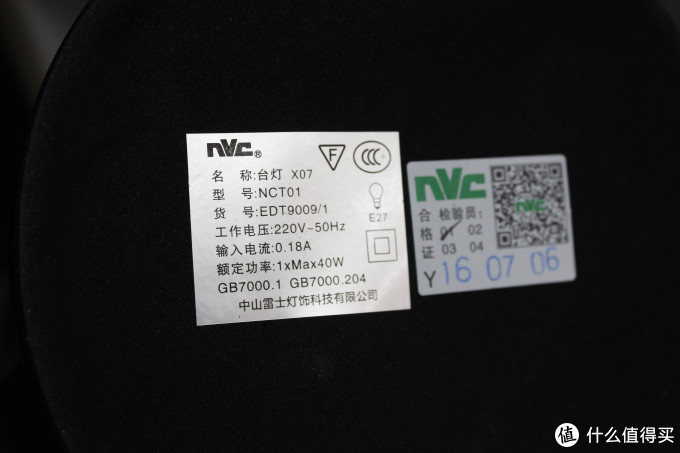 NVC®
F
CCC
名 称:台灯 X07
型 号:NCT01
货 号:EDT9009/1
工作电压:220V~50Hz
输入电流:0.18A
额定功率:1xMax40W
GB7000.1 GB7000.204
中山雷士灯饰科技有限公司
E27
NVC
合 检验员:
格 01 02
证 03 04
Y 16 07 06
NVC
值 什么值得买